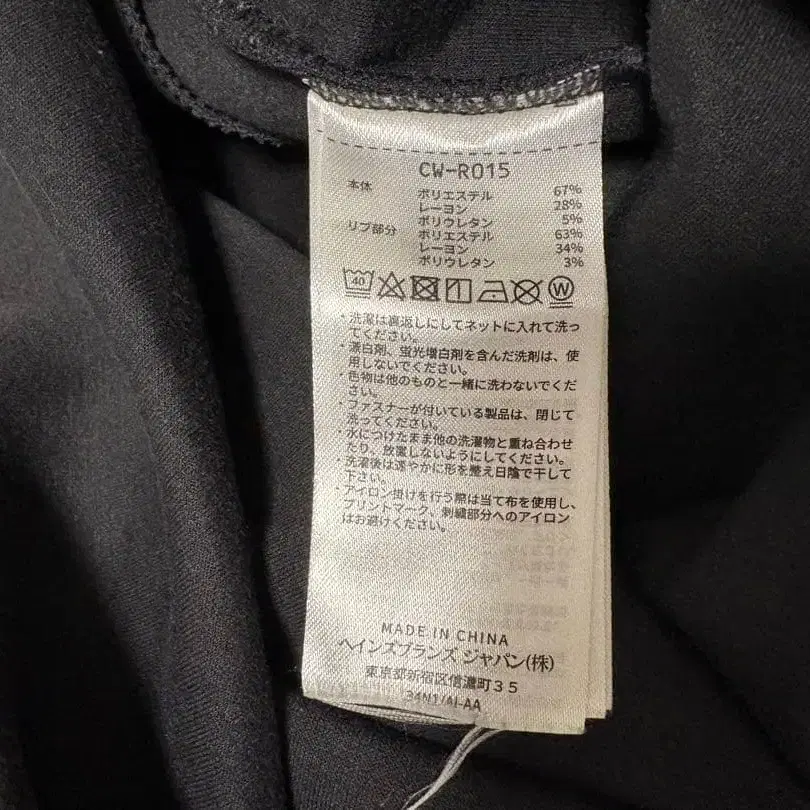 CW-R015
本体 ポリエステル 67%
レーヨン 28%
ポリウレタン 5%
リブ部分 ポリエステル 63%
レーヨン 34%
ポリウレタン 3%
40 W
・洗濯は裏返しにしてネットに入れて洗っ
てください。
・漂白剤、蛍光増白剤を含んだ洗剤は、使
用しないでください。
・色物は他のものと一緒に洗わないでくだ
さい。
・ファスナーが付いている製品は、閉じて
洗ってください。
・水につけたまま他の洗濯物と重ね合わせ
たり、放置しないようにしてください。
・洗濯後は速やかに形を整え日陰で干して
下さい。
・アイロン掛けを行う際は当て布を使用し、
プリントマーク、刺繍部分へのアイロン
はお避けください。
MADE IN CHINA
ヘインズブランズ ジャパン(株)
東京都新宿区信濃町35
34N1/AI-AA